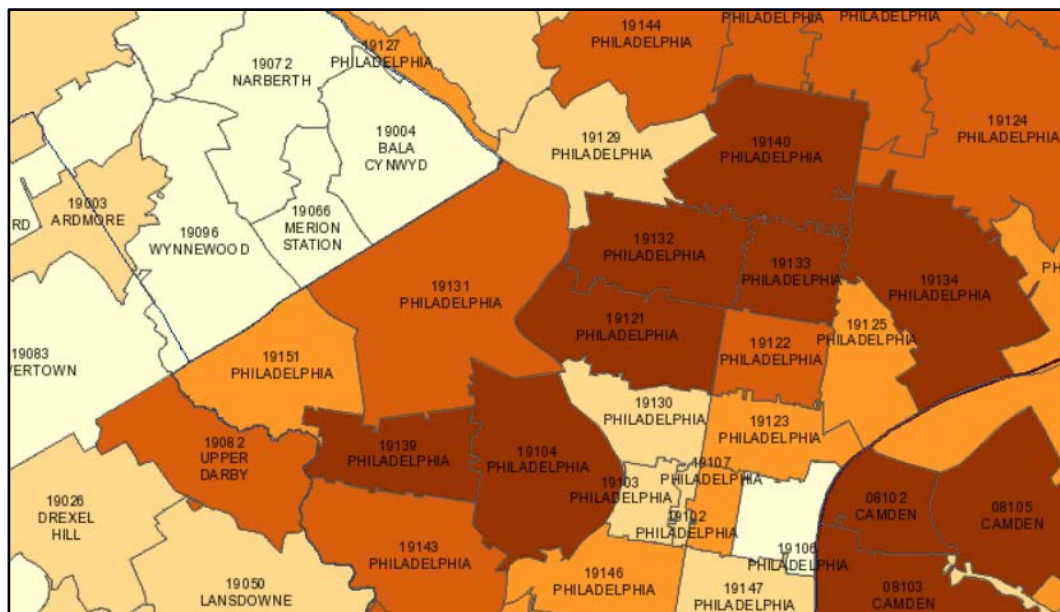 19144
PHILADELPHIA
PHILADELPHIA
PHILADELPHIA
19127
PHILADELPHIA
19072
NARBERTH
19124
PHILADELPHIA
19004
BALA
CYNWYD
19129
PHILADELPHIA
19140
PHILADELPHIA
19003
ARDMORE
RD
19066
MERION
STATION
19096
WYNNEWOOD
19132
PHILADELPHIA
19133
PHILADELPHIA
19134
PHILADELPHIA
PH
19131
PHILADELPHIA
19121
PHILADELPHIA
19125
PHILADELPHIA
19122
PHILADELPHIA
19083
VERTOWN
19151
PHILADELPHIA
19130
PHILADELPHIA
19123
PHILADELPHIA
19082
UPPER
DARBY
19139
PHILADELPHIA
19104
PHILADELPHIA
19107
PHILADELPHIA
19103
PHILADELPHIA
19102
PHILADELPHIA
08102
CAMDEN
08105
CAMDEN
19026
DREXEL
HILL
19143
PHILADELPHIA
19106
PHILADELPHIA
19050
LANSDOWNE
19146
PHILADELPHIA
19147
PHILADELPHIA
08103
CAMDEN